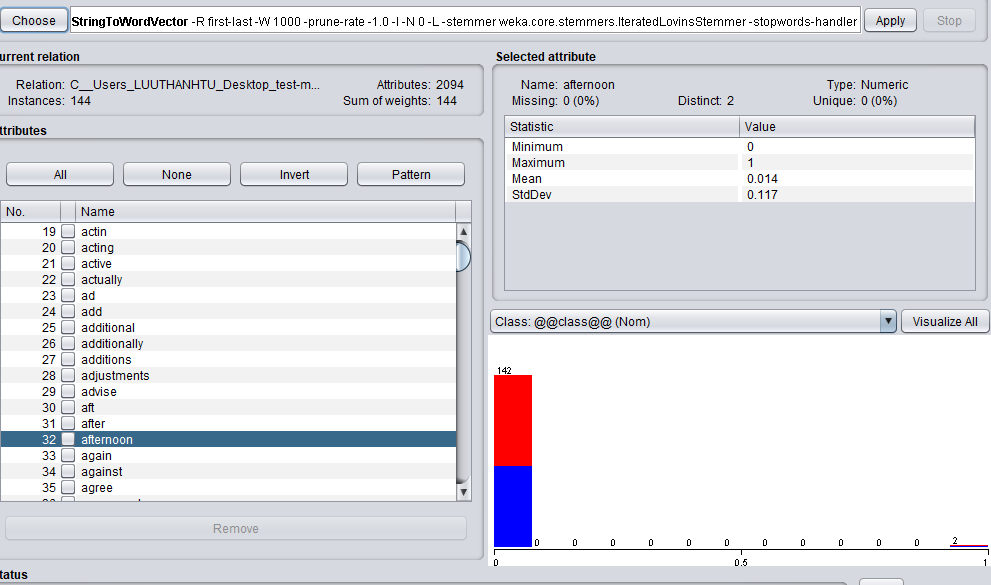 Choose StringToWordVector -R first-last -W 1000 -prune-rate -1.0 -I -N 0 -L -stemmer weka.core.stemmers.IteratedLovinsStemmer -stopwords-handler Apply Stop
urrent relation
Relation: C__Users_LUUTHANHTU_Desktop_test-m... Attributes: 2094
Instances: 144 Sum of weights: 144
ttributes
All None Invert Pattern
No. Name
19 actin
20 acting
21 active
22 actually
23 ad
24 add
25 additional
26 additionally
27 additions
28 adjustments
29 advise
30 aft
31 after
32 afternoon
33 again
34 against
35 agree
Remove
tatus
Selected attribute
Name: afternoon Type: Numeric
Missing: 0 (0%) Distinct: 2 Unique: 0 (0%)
Statistic Value
Minimum 0
Maximum 1
Mean 0.014
StdDev 0.117
Class: @@class@@ (Nom) Visualize All
142
0 0 0 0 0 0 0 0 0 0 0 2
0 0.5 1